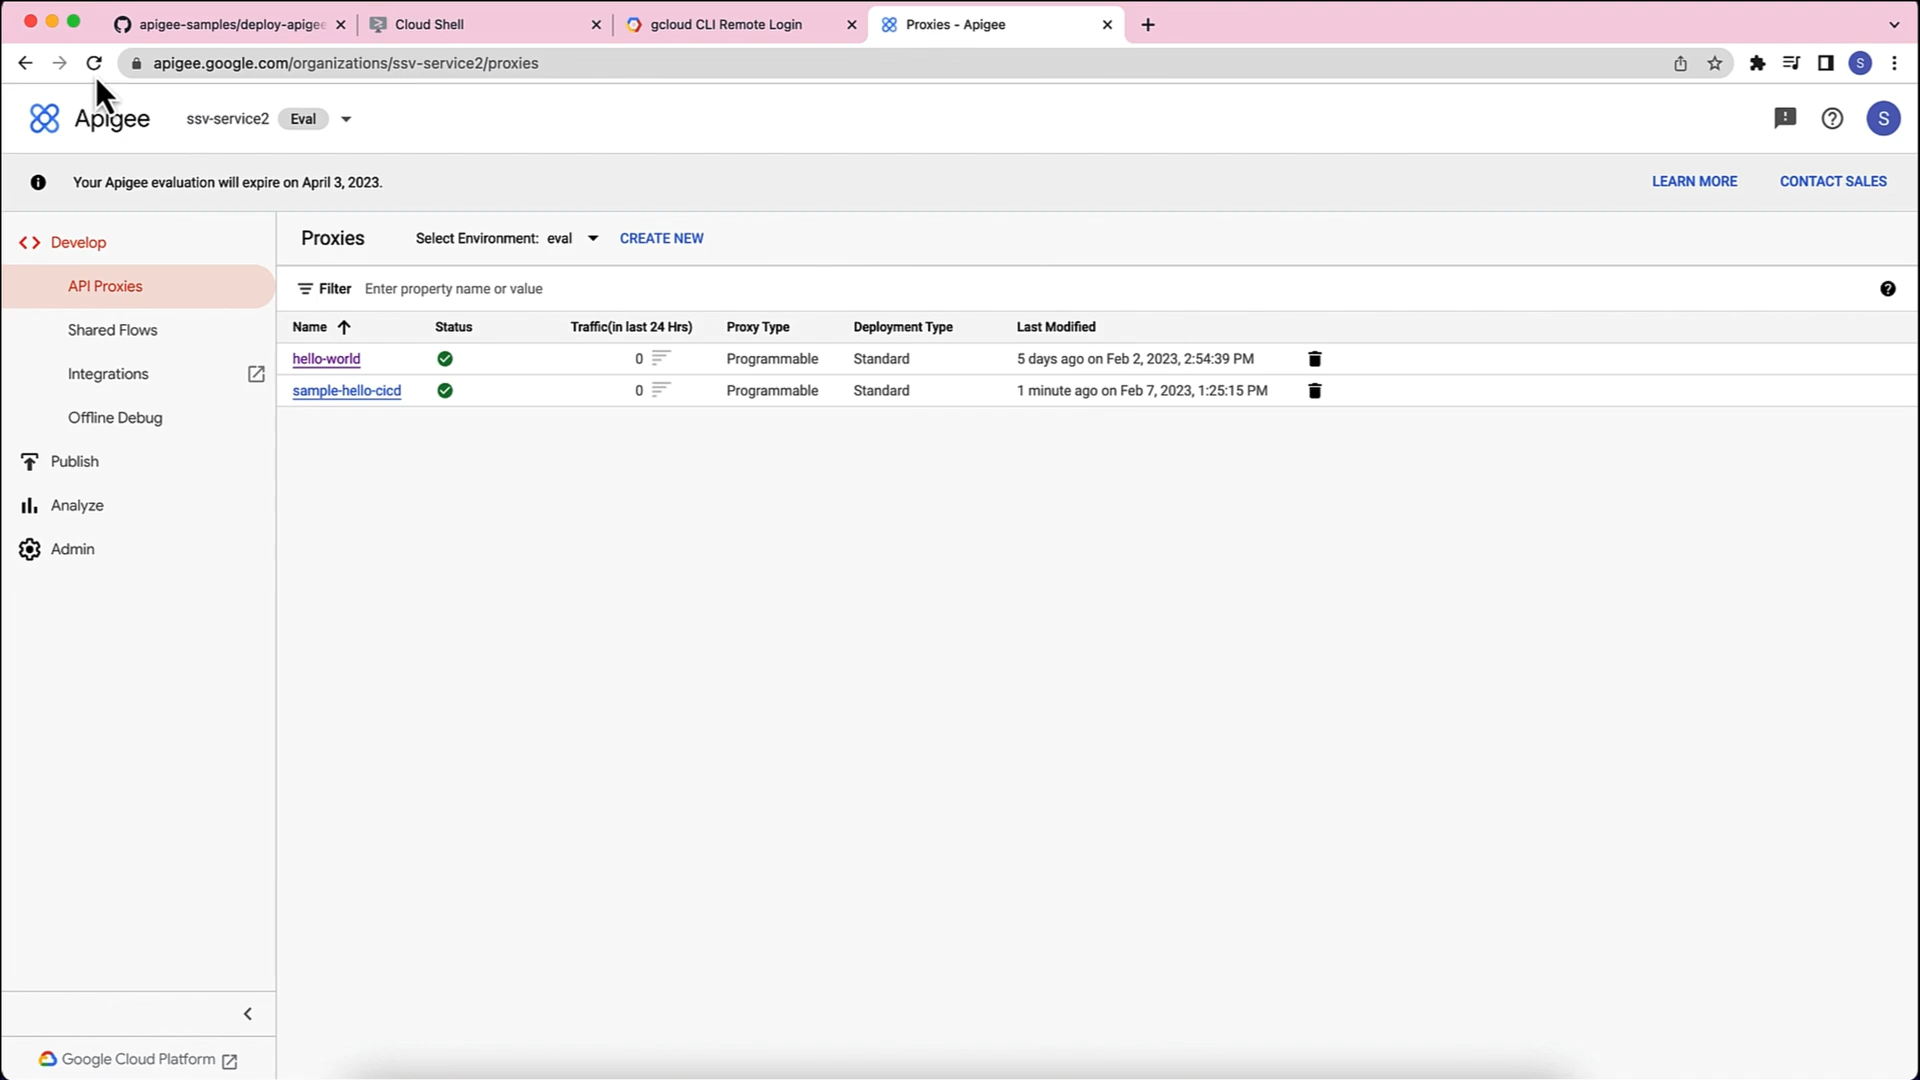 apigee-samples/deploy-apigee
Cloud Shell
gcloud CLI Remote Login
Proxies - Apigee
apigee.google.com/organizations/ssv-service2/proxies
S
Apigee
ssv-service2
Eval
S
Your Apigee evaluation will expire on April 3, 2023.
LEARN MORE
CONTACT SALES
Develop
API Proxies
Shared Flows
Integrations
Offline Debug
Publish
Analyze
Admin
Google Cloud Platform
Proxies
Select Environment: eval
CREATE NEW
Filter
Enter property name or value
Name Status Traffic(in last 24 Hrs) Proxy Type Deployment Type Last Modified
hello-world 0 Programmable Standard 5 days ago on Feb 2, 2023, 2:54:39 PM
sample-hello-cicd 0 Programmable Standard 1 minute ago on Feb 7, 2023, 1:25:15 PM